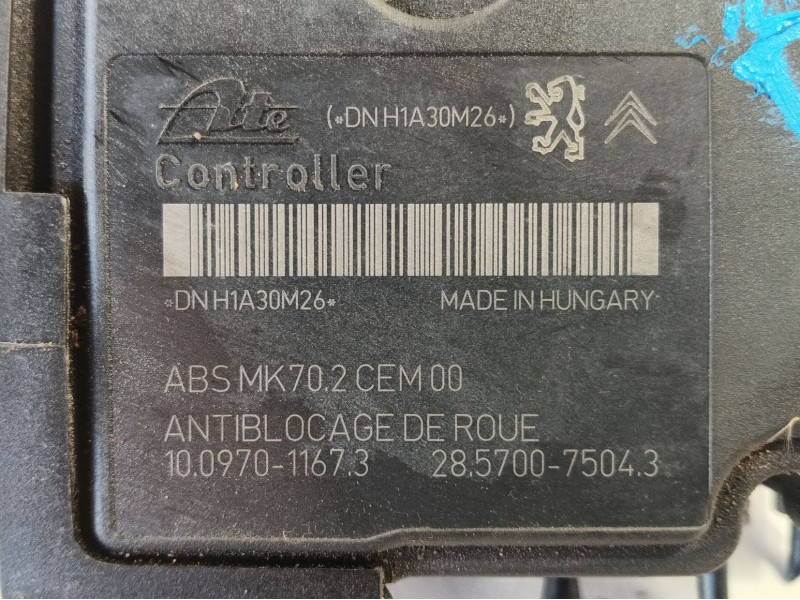 Ate (*DN H1A30M26*)
Controller
*DN H1A30M26* MADE IN HUNGARY
ABS MK70.2 CEM 00
ANTIBLOCAGE DE ROUE
10.0970-1167.3 28.5700-7504.3